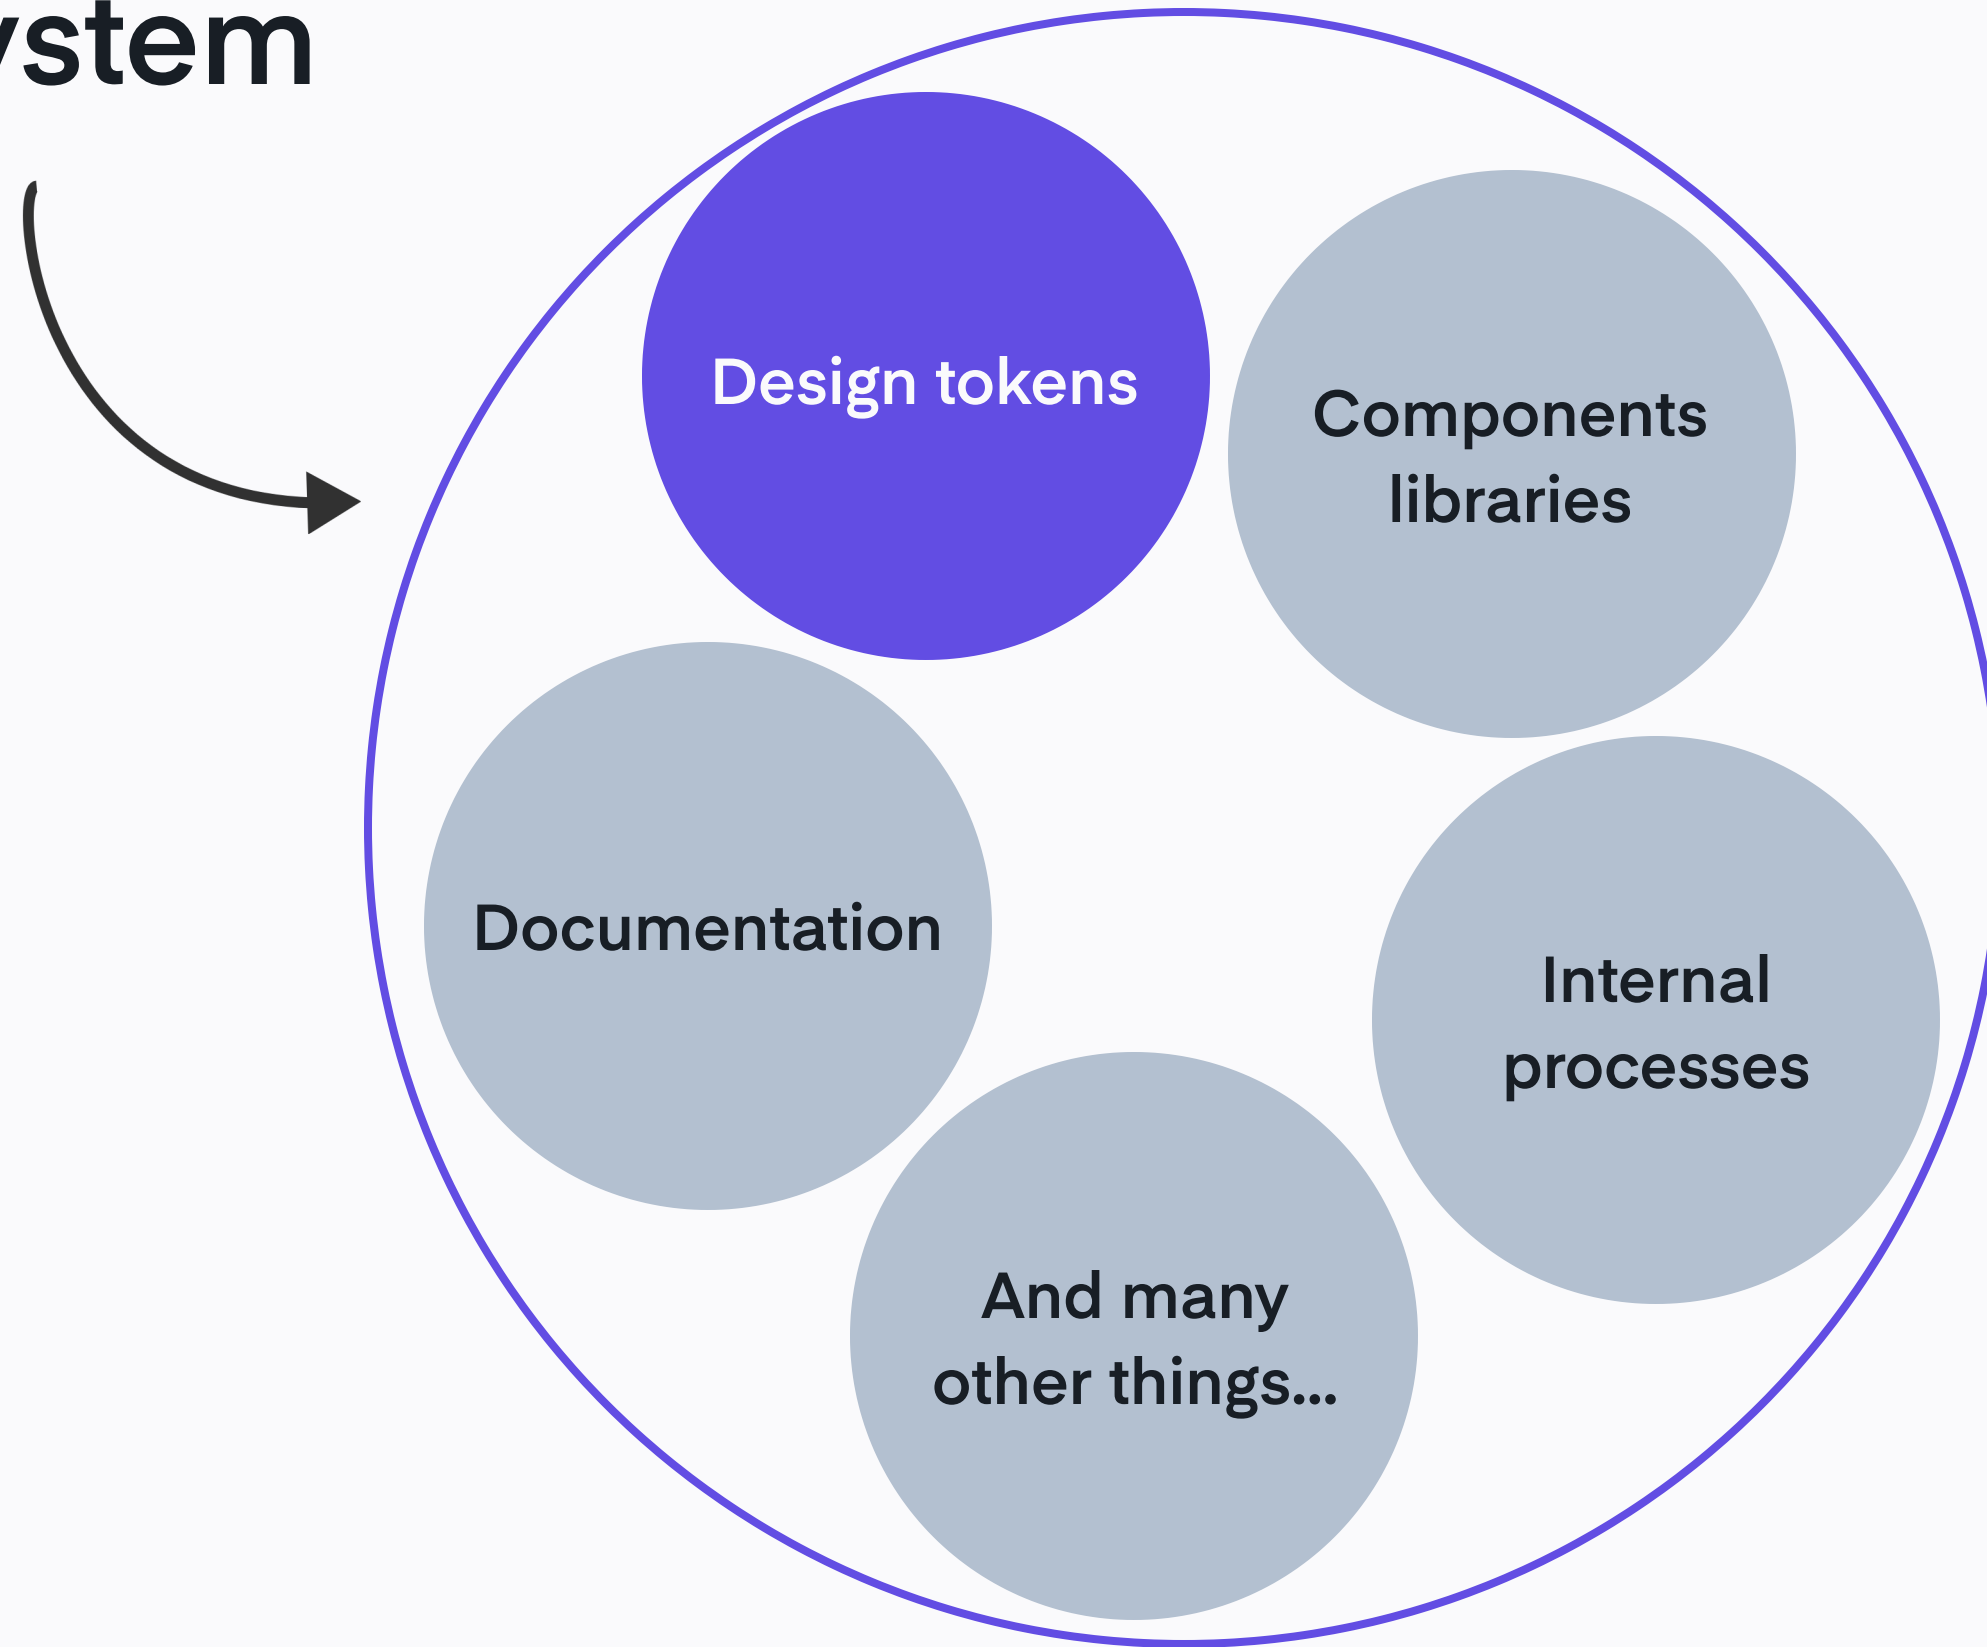 ystem
Design tokens
Components
libraries
Documentation
Internal
processes
And many
other things...